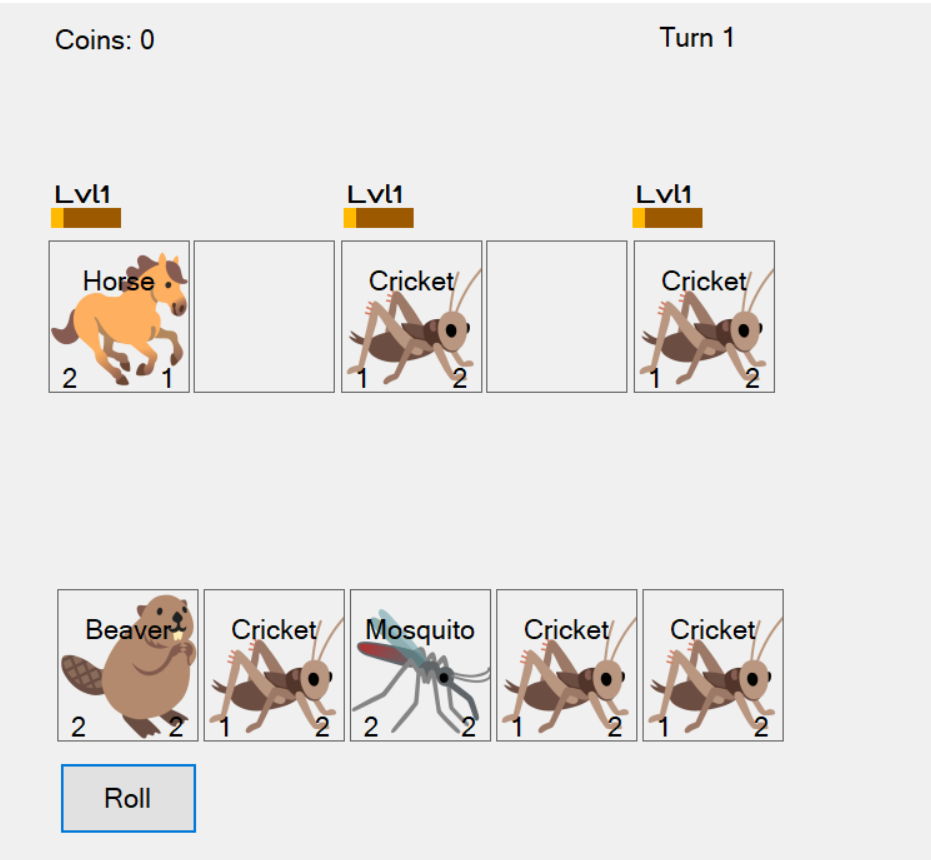 Coins: 0 Turn 1
Lvl1 Lvl1 Lvl1
Horse Cricket Cricket
2 1 1 2 1 2
Beaver Cricket Mosquito Cricket Cricket
2 2 1 2 2 2 1 2 1 2
Roll